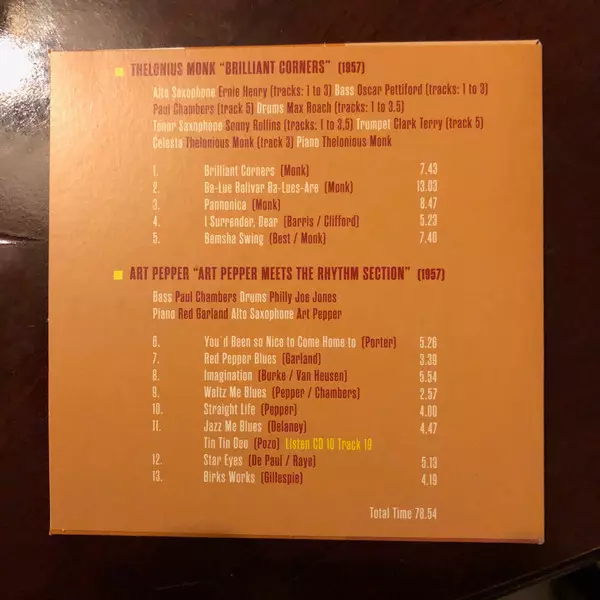 THELONIUS MONK "BRILLIANT CORNERS" (1957)
Alto Saxophone Ernie Henry (tracks: 1 to 3) Bass Oscar Pettiford (tracks: 1 to 3)
Paul Chambers (track 5) Drums Max Roach (tracks: 1 to 3,5)
Tenor Saxophone Sonny Rollins (tracks: 1 to 3,5) Trumpet Clark Terry (track 5)
Celesta Thelonious Monk (track 3) Piano Thelonious Monk
1. Brilliant Corners (Monk) 7.43
2. Ba-Lue Bolivar Ba-Lues-Are (Monk) 13.03
3. Pannonica (Monk) 8.47
4. I Surrender, Dear (Barris / Clifford) 5.23
5. Bemsha Swing (Best / Monk) 7.46
ART PEPPER "ART PEPPER MEETS THE RHYTHM SECTION" (1957)
Bass Paul Chambers Drums Philly Joe Jones
Piano Red Garland Alto Saxophone Art Pepper
6. You'd Been so Nice to Come Home to (Porter) 5.26
7. Red Pepper Blues (Garland) 3.39
8. Imagination (Burke / Van Heusen) 5.54
9. Waltz Me Blues (Pepper / Chambers) 2.57
10. Straight Life (Pepper) 4.00
11. Jazz Me Blues (Delaney) 4.47
Tin Tin Deo (Pozo) Listen CD 10 Track 19
12. Star Eyes (De Paul / Raye) 5.13
13. Birks Works (Gillespie) 4.19
Total Time 78.54